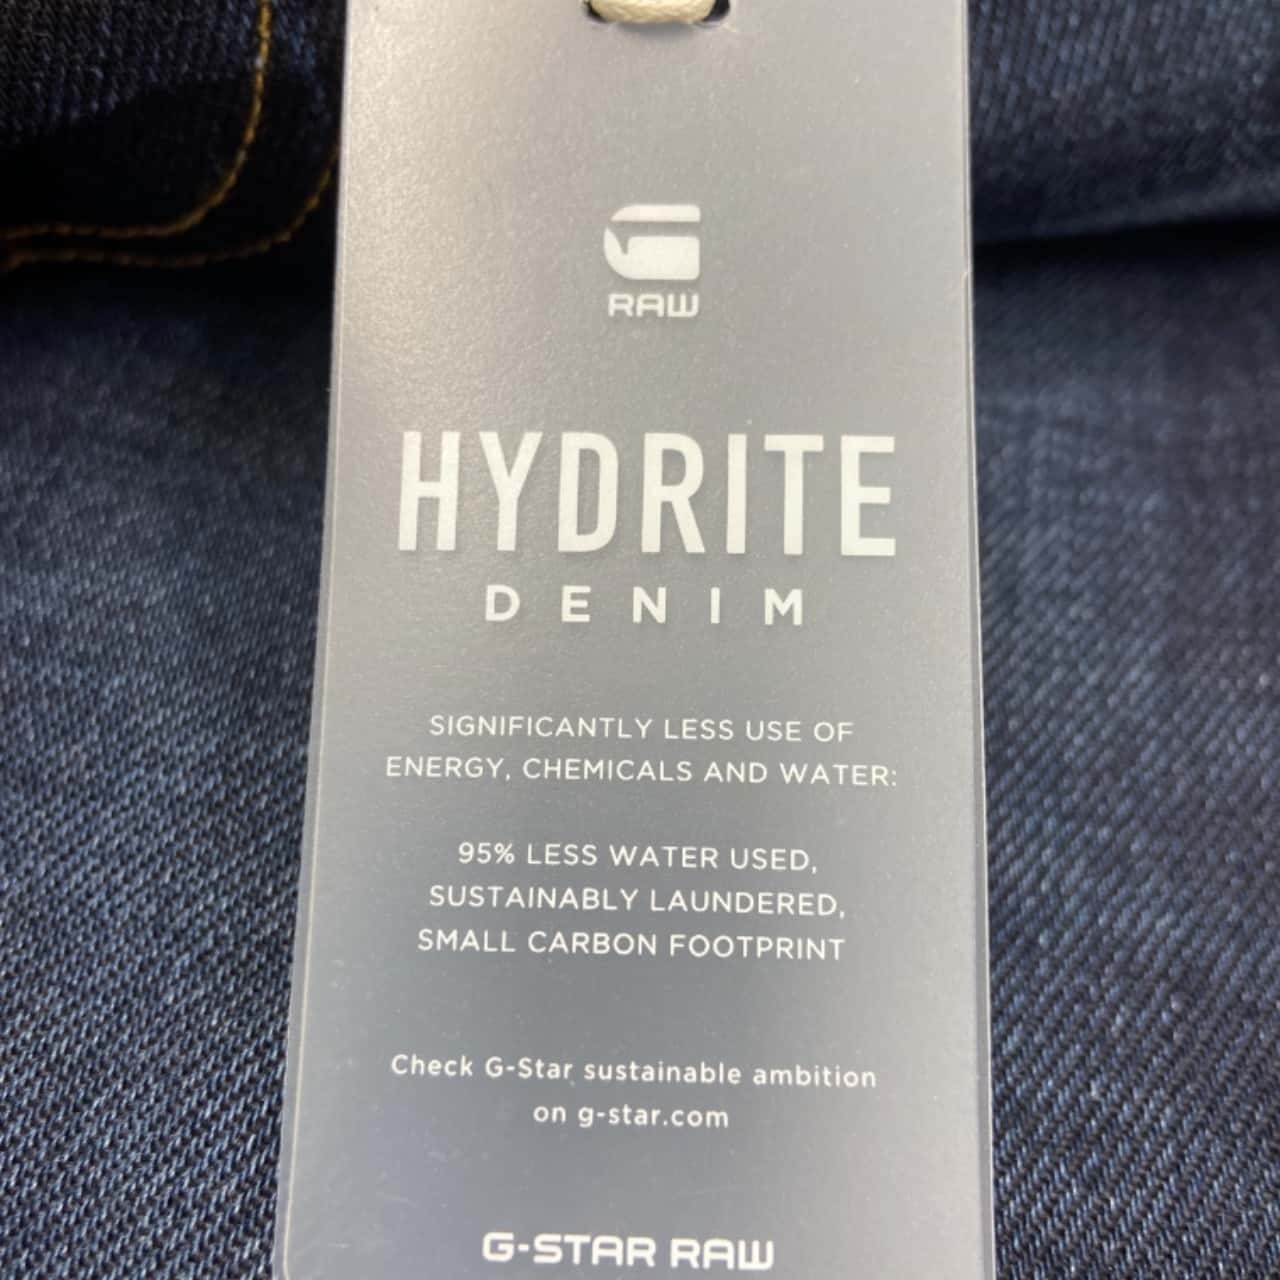 RAW
HYDRITE
DENIM
SIGNIFICANTLY LESS USE OF
ENERGY, CHEMICALS AND WATER:
95% LESS WATER USED,
SUSTAINABLY LAUNDERED,
SMALL CARBON FOOTPRINT
Check G-Star sustainable ambition
on g-star.com
G-STAR RAW